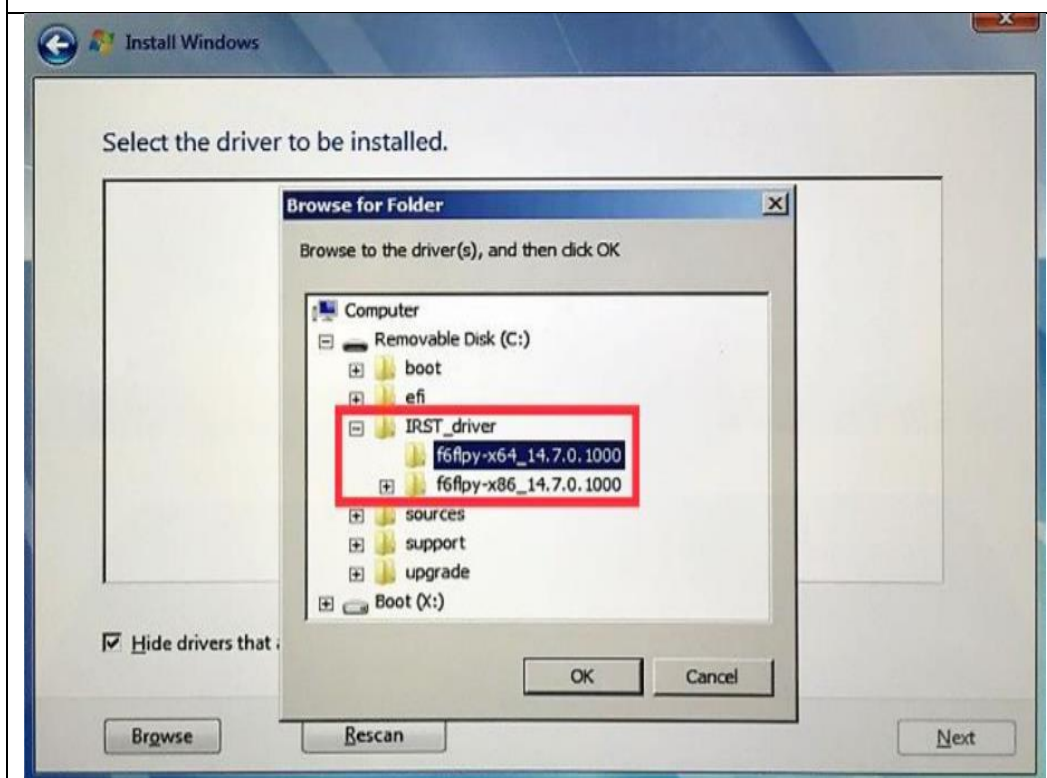 Install Windows
Select the driver to be installed.
Browse for Folder
Browse to the driver(s), and then click OK
Computer
Removable Disk (C:)
boot
efi
IRST_driver
f6flpy-x64_14.7.0.1000
f6flpy-x86_14.7.0.1000
sources
support
upgrade
Boot (X:)
Hide drivers that
OK Cancel
Browse Rescan Next